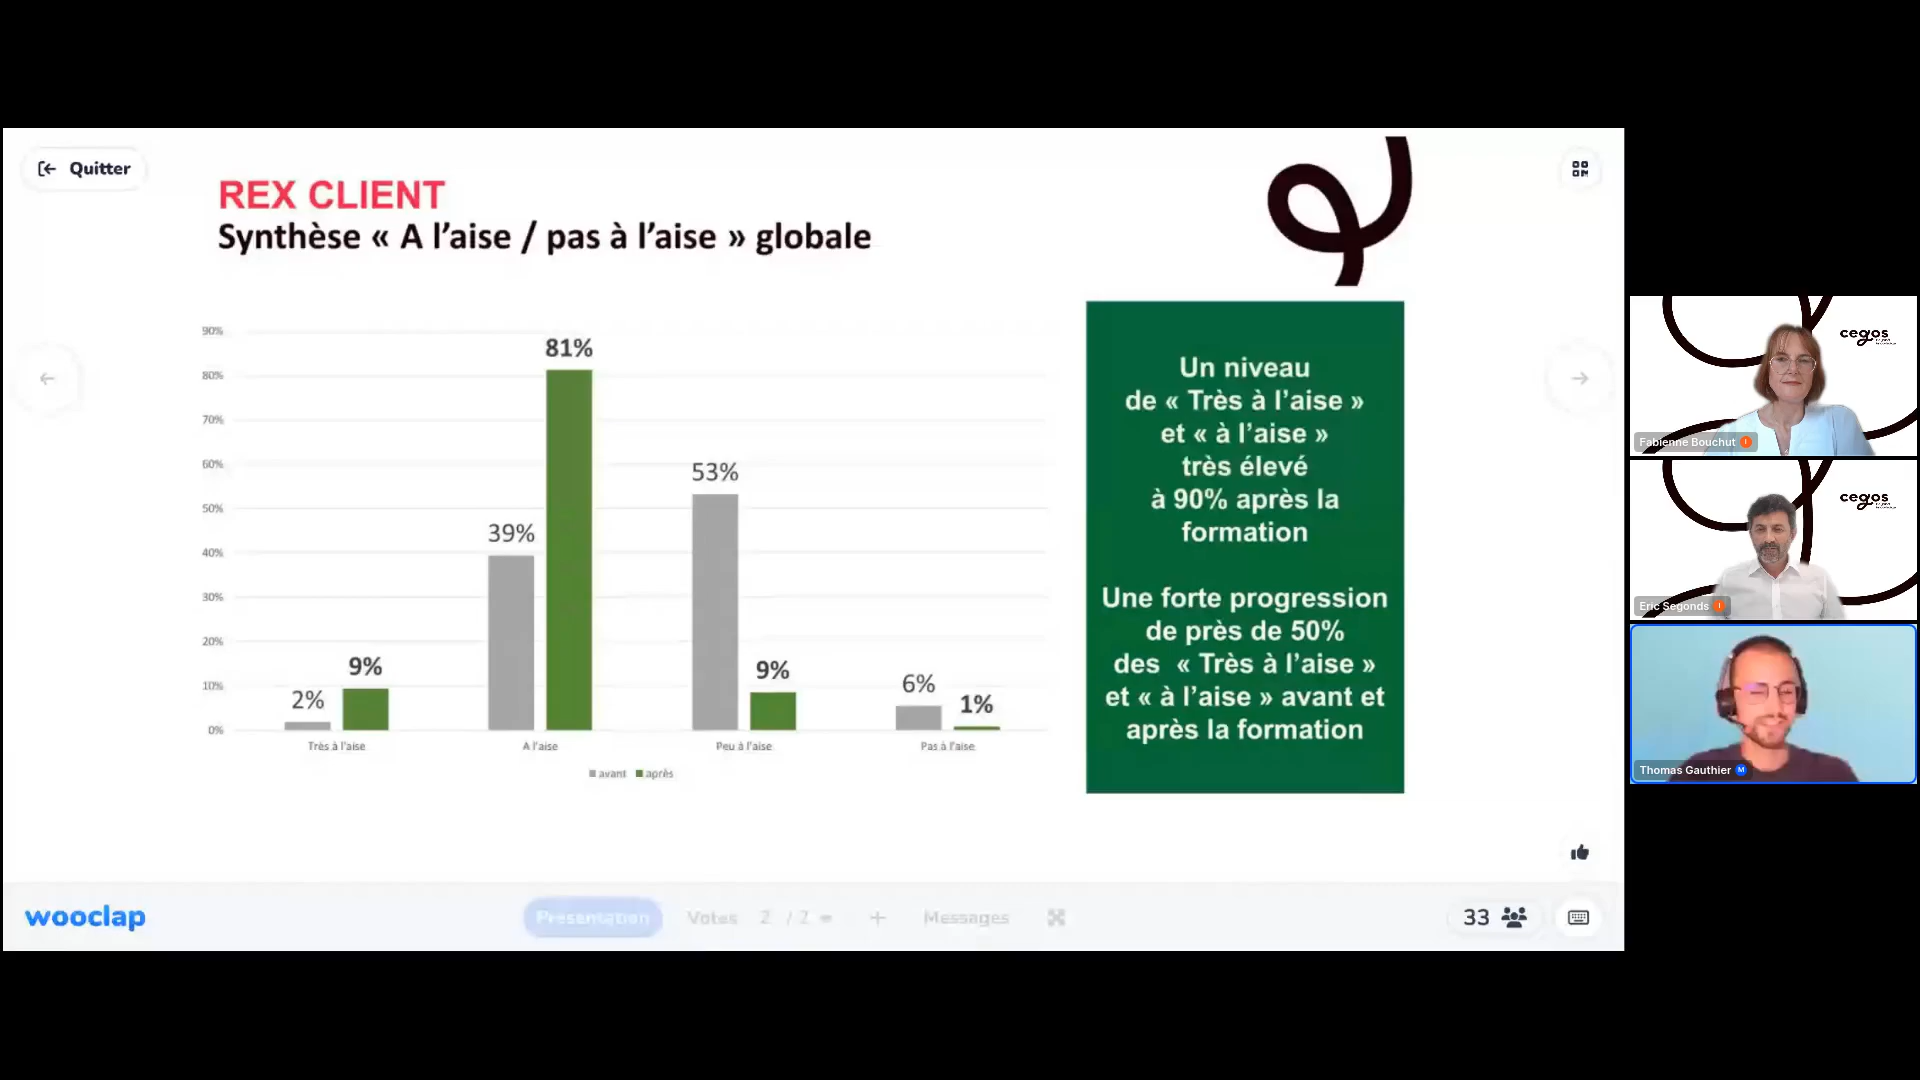 Quitter
REX CLIENT
Synthèse « A l’aise / pas à l’aise » globale
90%
80%
70%
60%
50%
40%
30%
20%
10%
0%
2%
9%
39%
81%
53%
9%
6%
1%
Très à l'aise
A l'aise
Peu à l'aise
Pas à l'aise
avant
après
Un niveau
de « Très à l’aise »
et « à l’aise »
très élevé
à 90% après la
formation
Une forte progression
de près de 50%
des « Très à l’aise »
et « à l’aise » avant et
après la formation
wooclap
Présentation
Votes 2 / 2
Messages
33
cegos
Fabienne Bouchut
cegos
Eric Segonds
Thomas Gauthier M